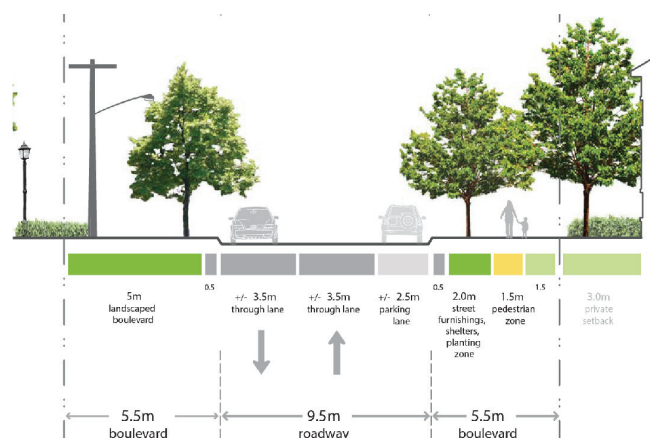 0.5
0.5
1.5
5m
landscaped
boulevard
+/- 3.5m
through lane
+/- 3.5m
through lane
+/- 2.5m
parking
lane
2.0m
street
furnishings,
shelters,
planting
zone
1.5m
pedestrian
zone
3.0m
private
setback
5.5m
boulevard
9.5m
roadway
5.5m
boulevard